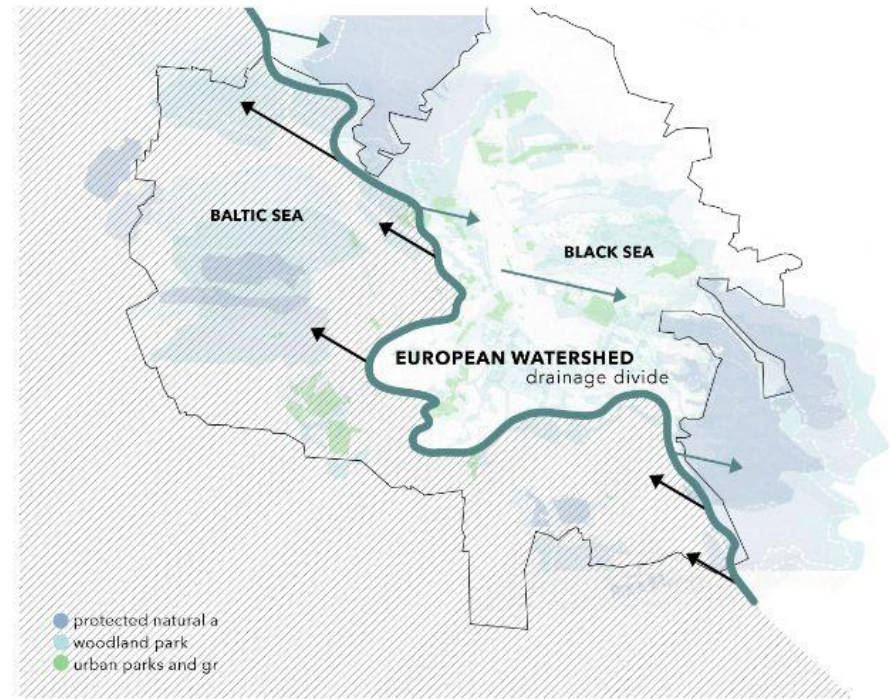 BALTIC SEA
BLACK SEA
EUROPEAN WATERSHED
drainage divide
protected natural a
woodland park
urban parks and gr